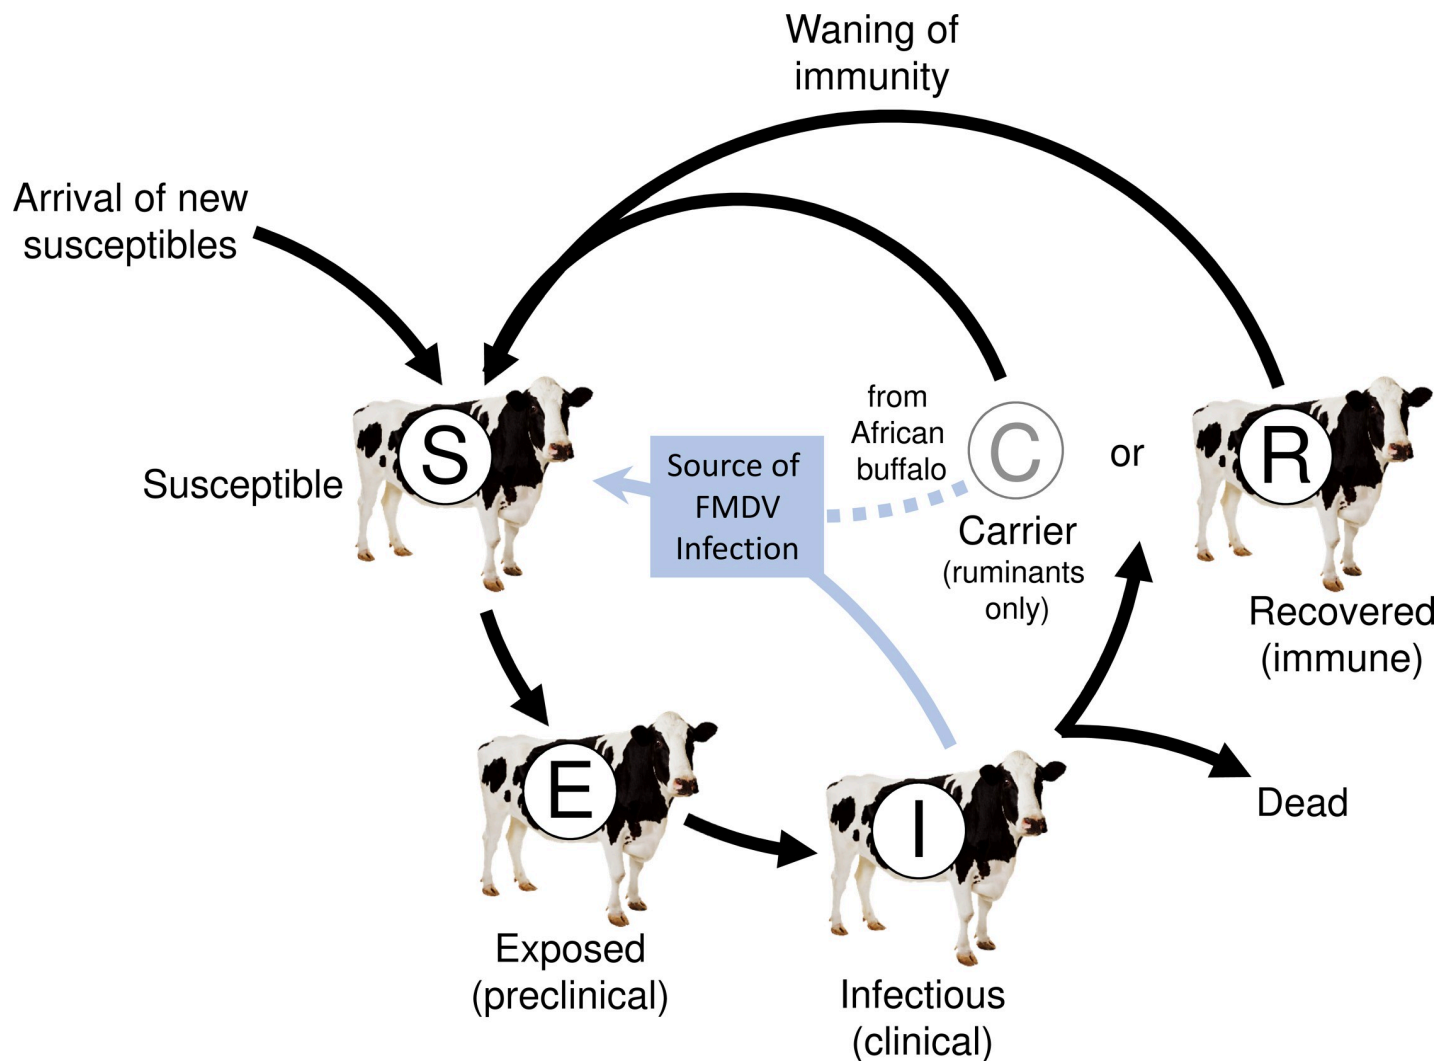 Waning of
immunity
Arrival of new
susceptibles
S
Susceptible
Source of
FMDV
Infection
from
African
buffalo
C
Carrier
(ruminants
only)
or
R
Recovered
(immune)
E
Exposed
(preclinical)
I
Infectious
(clinical)
Dead